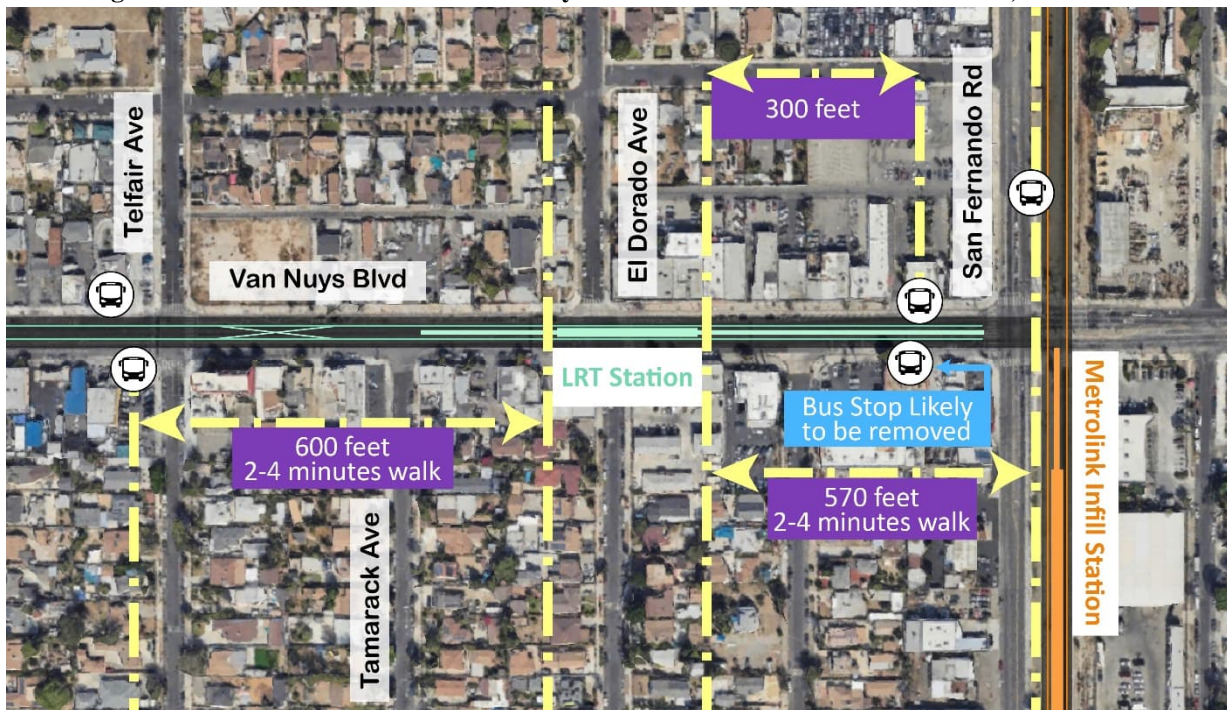 300 feet
Telfair Ave
El Dorado Ave
San Fernando Rd
Van Nuys Blvd
LRT Station
Bus Stop Likely
to be removed
600 feet
2-4 minutes walk
570 feet
2-4 minutes walk
Tamarack Ave
Metrolink Infill Station